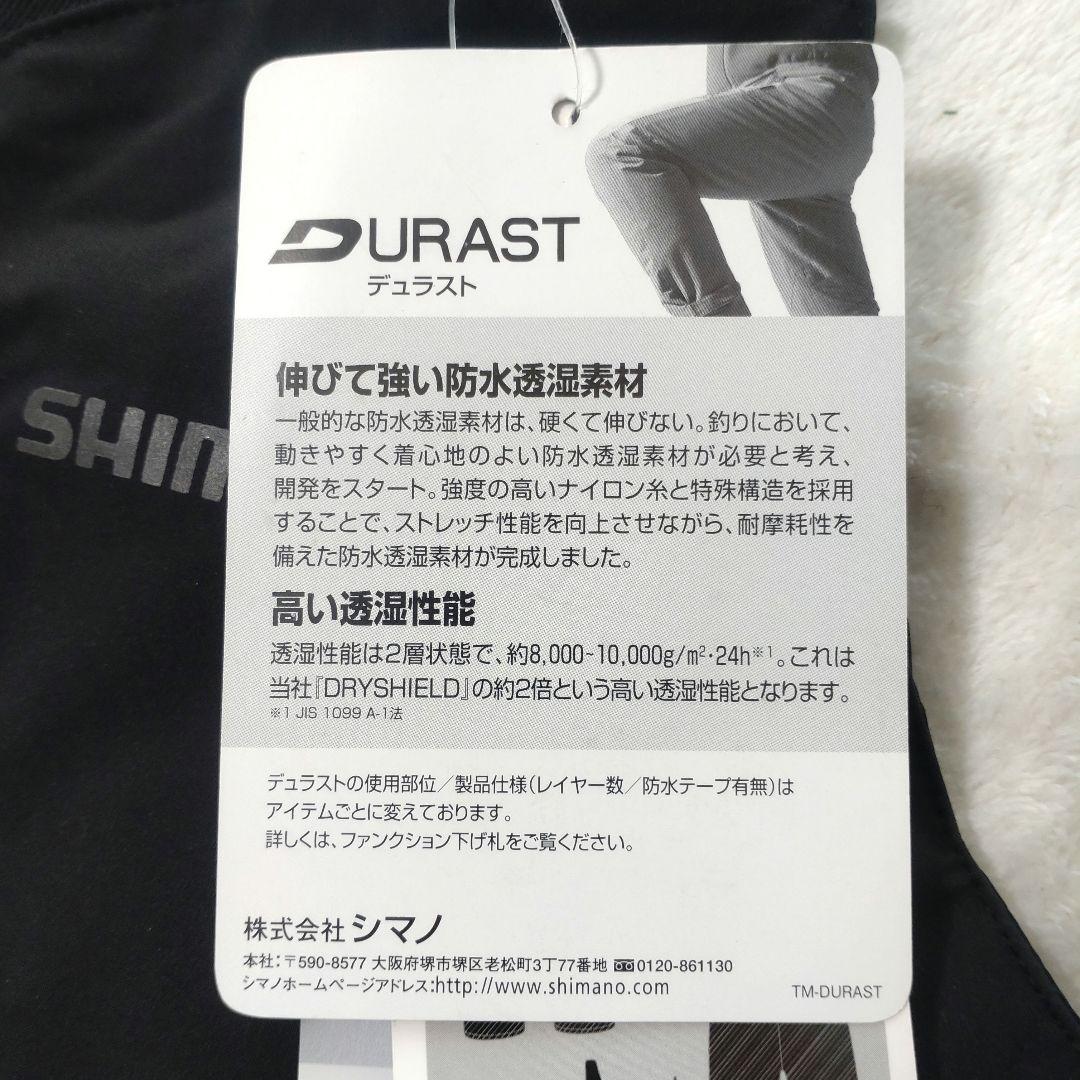 DURAST
デュラスト
伸びて強い防水透湿素材
一般的な防水透湿素材は、硬くて伸びない。釣りにおいて、
動きやすく着心地のよい防水透湿素材が必要と考え、
開発をスタート。強度の高いナイロン糸と特殊構造を採用
することで、ストレッチ性能を向上させながら、耐摩耗性を
備えた防水透湿素材が完成しました。
SHIM
高い透湿性能
透湿性能は2層状態で、約8,000~10,000g/m²・24h※1。これは
当社『DRYSHIELD』の約2倍という高い透湿性能となります。
※1 JIS 1099 A-1法
デュラストの使用部位／製品仕様(レイヤー数／防水テープ有無)は
アイテムごとに変えております。
詳しくは、ファンクション下げ札をご覧ください。
株式会社シマノ
本社:〒590-8577 大阪府堺市堺区老松町3丁77番地 0120-861130
シマノホームページアドレス:http://www.shimano.com
TM-DURAST